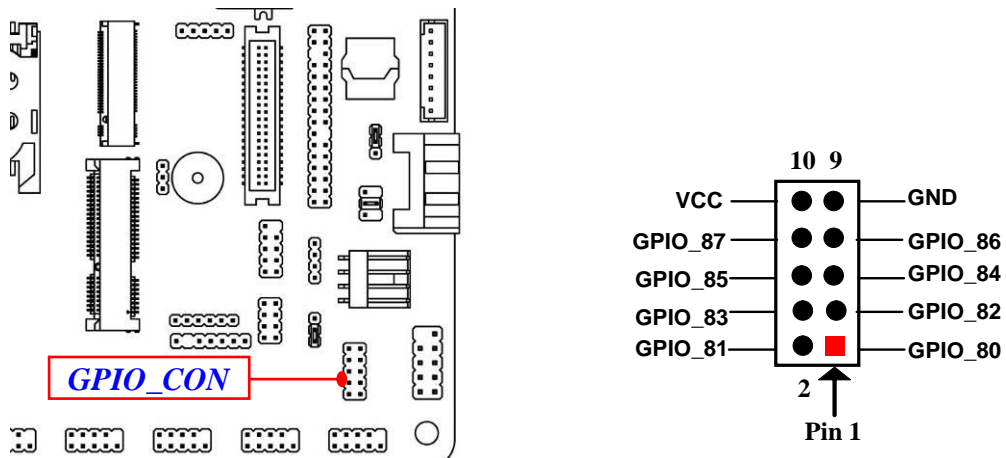 10 9
VCC GND
GPIO_87 GPIO_86
GPIO_85 GPIO_84
GPIO_83 GPIO_82
GPIO_81 GPIO_80
GPIO_CON
2
Pin 1